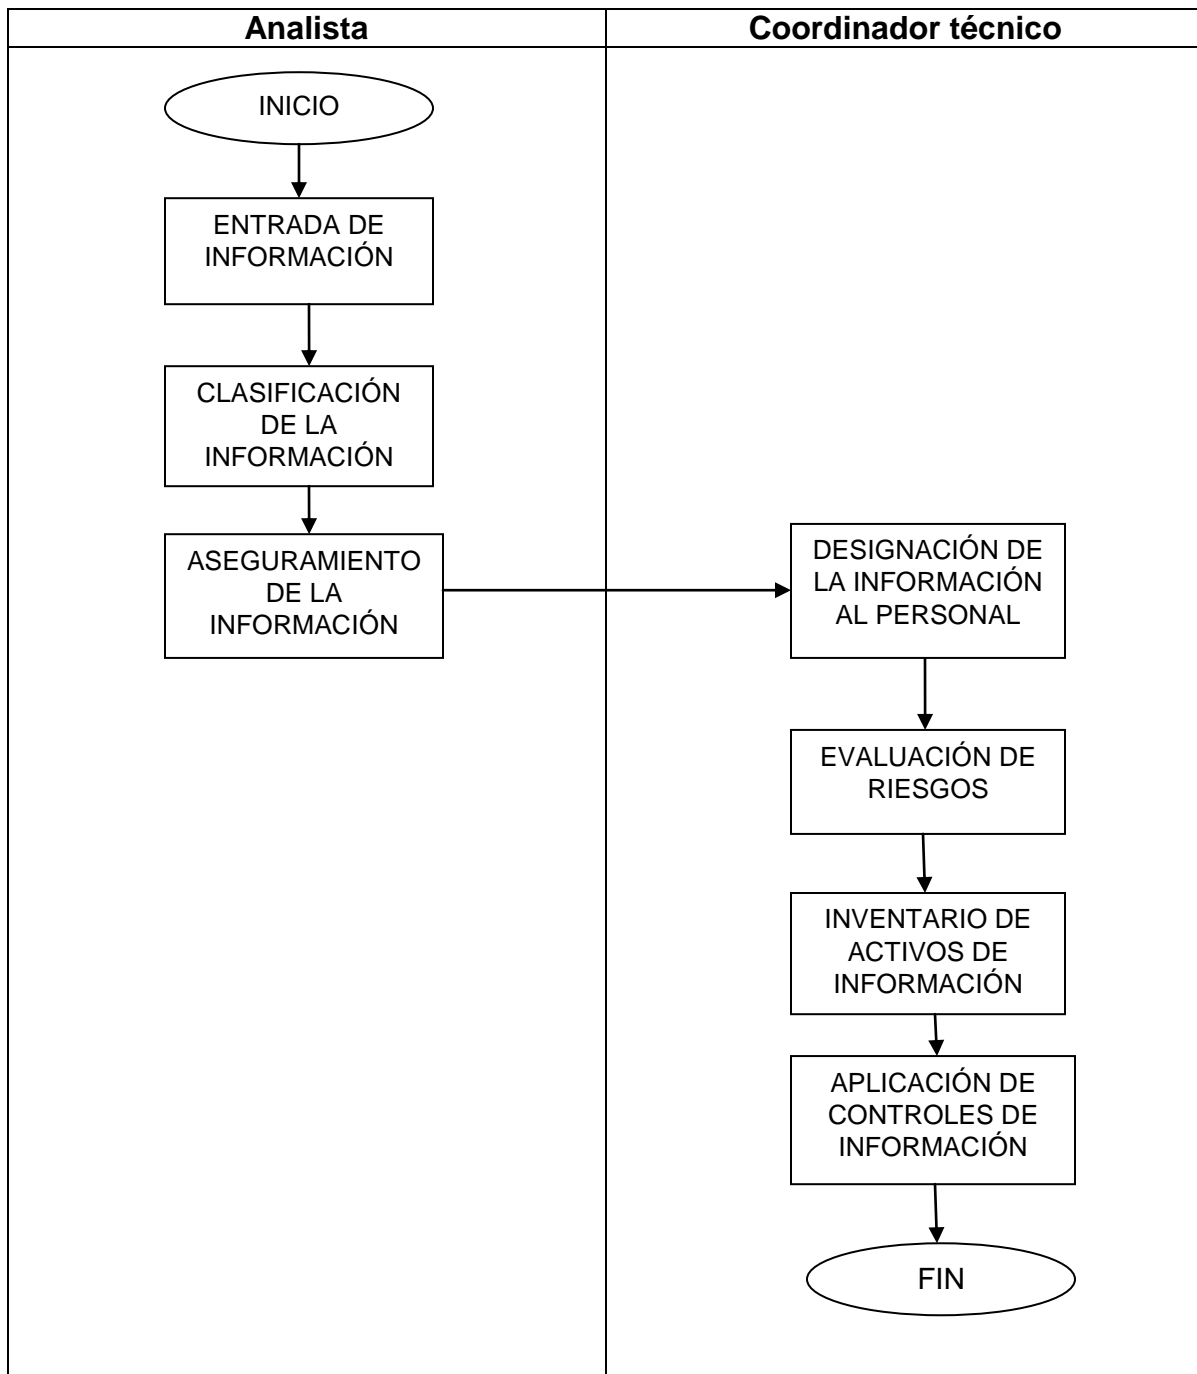 Analista
Coordinador técnico
INICIO
ENTRADA DE
INFORMACIÓN
CLASIFICACIÓN
DE LA
INFORMACIÓN
ASEGURAMIENTO
DE LA
INFORMACIÓN
DESIGNACIÓN DE
LA INFORMACIÓN
AL PERSONAL
EVALUACIÓN DE
RIESGOS
INVENTARIO DE
ACTIVOS DE
INFORMACIÓN
APLICACIÓN DE
CONTROLES DE
INFORMACIÓN
FIN